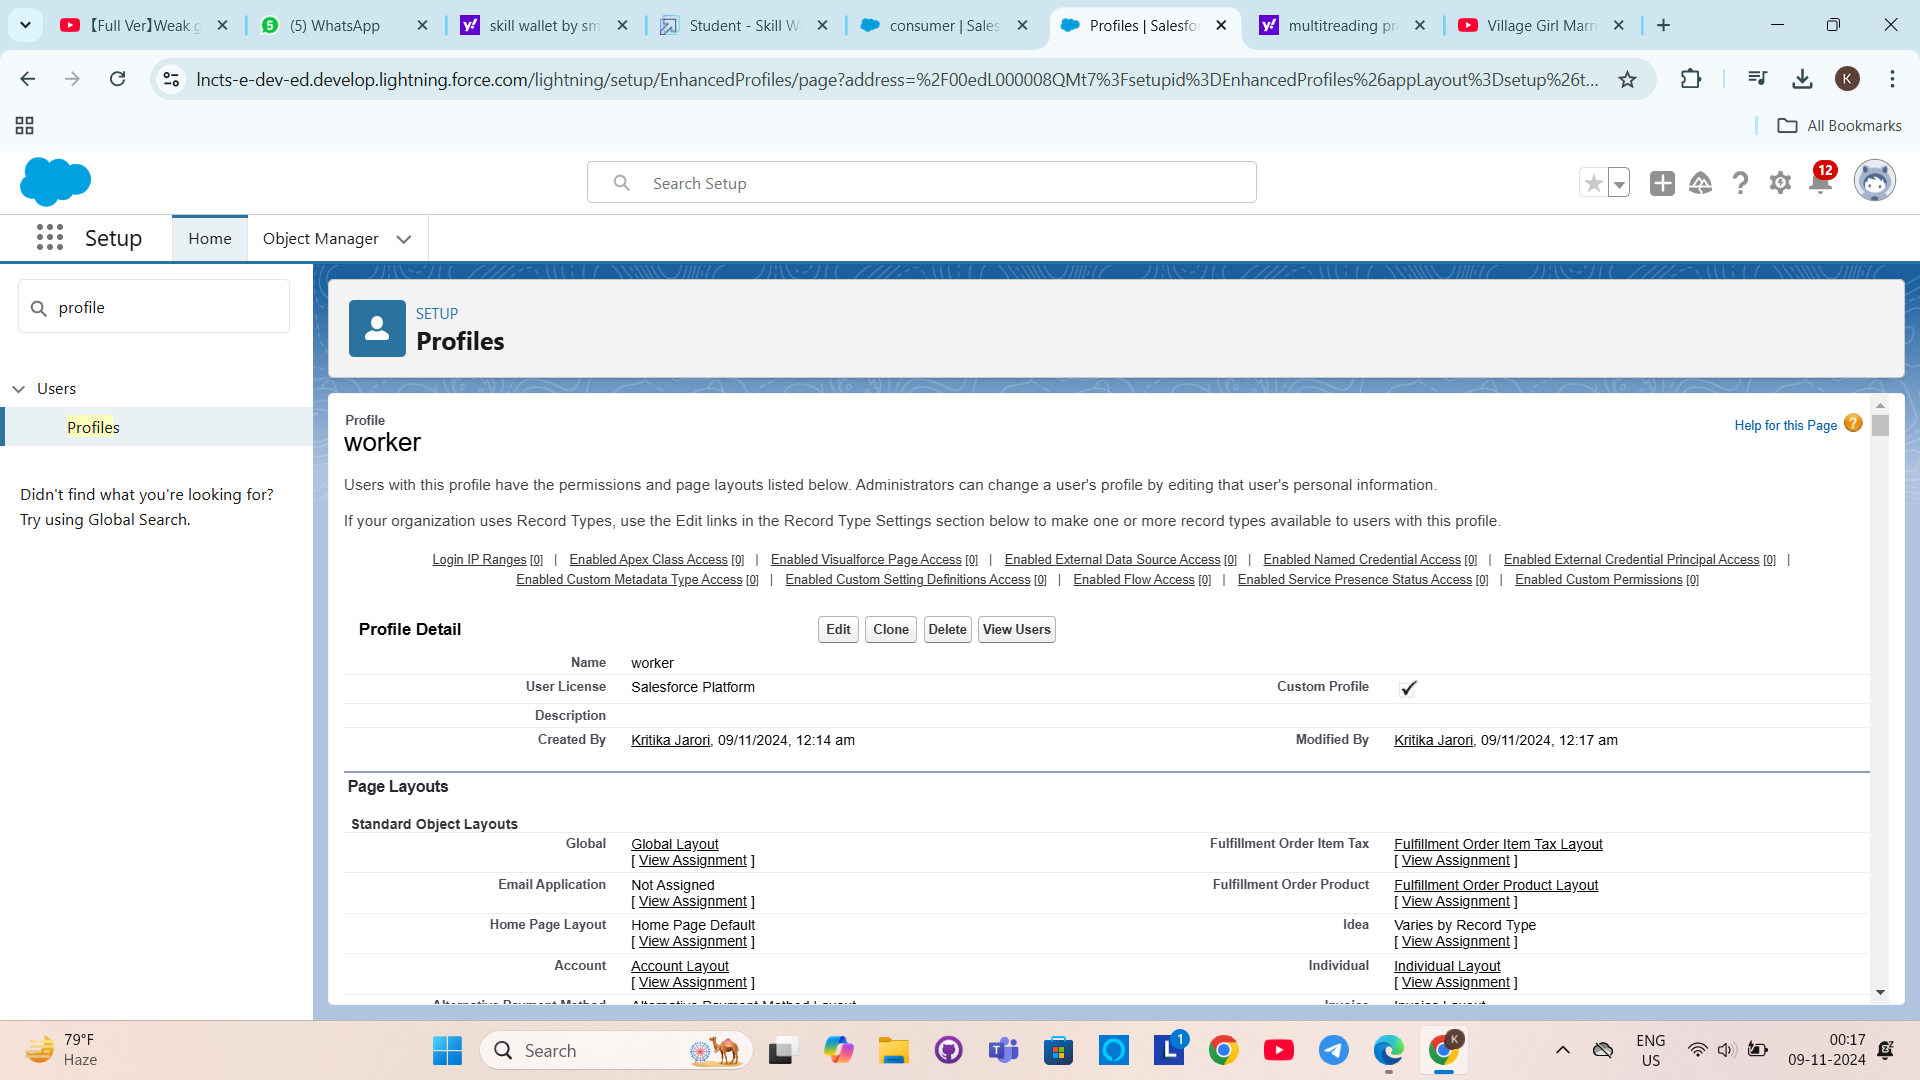 【Full Ver】Weak g
(5) WhatsApp
skill wallet by sm
Student - Skill W
consumer | Sales
Profiles | Salesfo
multitreading pr
Village Girl Marri
lncts-e-dev-ed.develop.lightning.force.com/lightning/setup/EnhancedProfiles/page?address=%2F00edL000008QMt7%3Fsetupid%3DEnhancedProfiles%26appLayout%3Dsetup%26t...
K
All Bookmarks
Search Setup
12
Setup
Home
Object Manager
profile
Users
Profiles
Didn't find what you're looking for?
Try using Global Search.
SETUP
Profiles
Profile
worker
Help for this Page ?
Users with this profile have the permissions and page layouts listed below. Administrators can change a user's profile by editing that user's personal information.
If your organization uses Record Types, use the Edit links in the Record Type Settings section below to make one or more record types available to users with this profile.
Login IP Ranges [0] | Enabled Apex Class Access [0] | Enabled Visualforce Page Access [0] | Enabled External Data Source Access [0] | Enabled Named Credential Access [0] | Enabled External Credential Principal Access [0] |
Enabled Custom Metadata Type Access [0] | Enabled Custom Setting Definitions Access [0] | Enabled Flow Access [0] | Enabled Service Presence Status Access [0] | Enabled Custom Permissions [0]
Profile Detail Edit Clone Delete View Users
Name worker
User License Salesforce Platform Custom Profile ✓
Description
Created By Kritika Jarori, 09/11/2024, 12:14 am Modified By Kritika Jarori, 09/11/2024, 12:17 am
Page Layouts
Standard Object Layouts
Global Global Layout Fulfillment Order Item Tax Fulfillment Order Item Tax Layout
[ View Assignment ] [ View Assignment ]
Email Application Not Assigned Fulfillment Order Product Fulfillment Order Product Layout
[ View Assignment ] [ View Assignment ]
Home Page Layout Home Page Default Idea Varies by Record Type
[ View Assignment ] [ View Assignment ]
Account Account Layout Individual Individual Layout
[ View Assignment ] [ View Assignment ]
Alternative Payment Method Alternative Payment Method Layout Invoice Invoice Layout
79°F
Haze
Search
1
K
ENG
US
00:17
09-11-2024